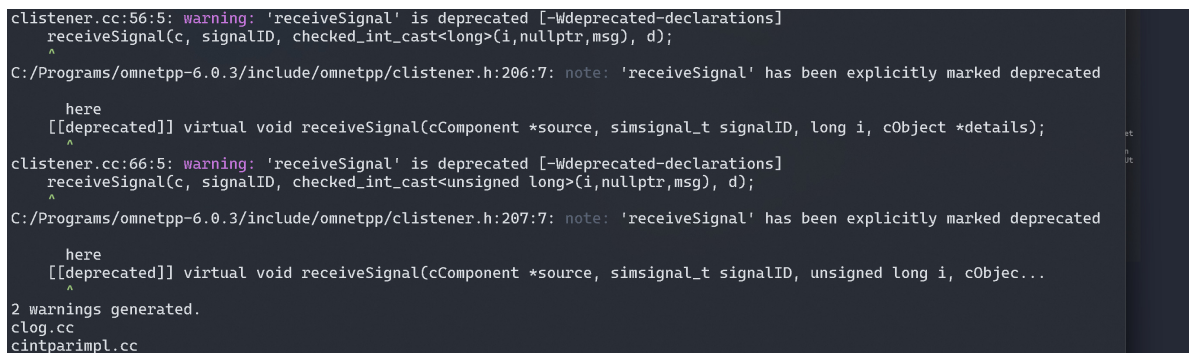 clistener.cc:56:5: warning: 'receiveSignal' is deprecated [-Wdeprecated-declarations]
    receiveSignal(c, signalID, checked_int_cast<long>(i,nullptr,msg), d);
    ^
C:/Programs/omnetpp-6.0.3/include/omnetpp/clistener.h:206:7: note: 'receiveSignal' has been explicitly marked deprecated
      here
    [[deprecated]] virtual void receiveSignal(cComponent *source, simsignal_t signalID, long i, cObject *details);
      ^
clistener.cc:66:5: warning: 'receiveSignal' is deprecated [-Wdeprecated-declarations]
    receiveSignal(c, signalID, checked_int_cast<unsigned long>(i,nullptr,msg), d);
    ^
C:/Programs/omnetpp-6.0.3/include/omnetpp/clistener.h:207:7: note: 'receiveSignal' has been explicitly marked deprecated
      here
    [[deprecated]] virtual void receiveSignal(cComponent *source, simsignal_t signalID, unsigned long i, cObjec...
      ^
2 warnings generated.
clog.cc
cintparimpl.cc